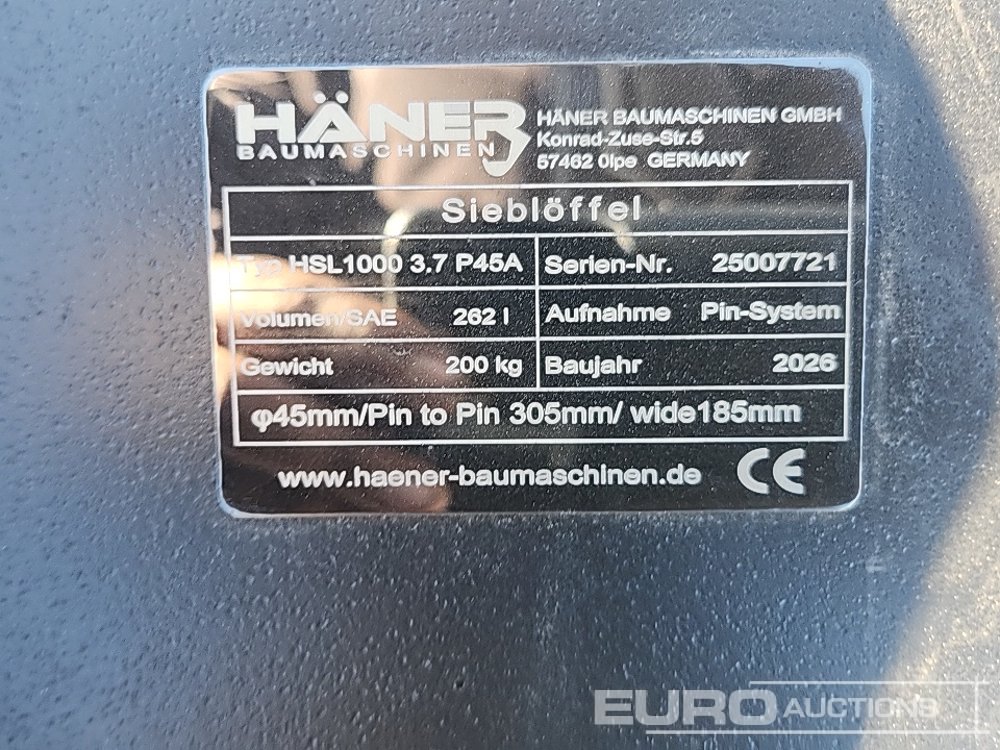 HÄNER
BAUMASCHINEN
HÄNER BAUMASCHINEN GMBH
Konrad-Zuse-Str.5
57462 Olpe GERMANY
Sieblöffel
Typ HSL1000 3.7 P45A
Serien-Nr. 25007721
Volumen/SAE 262 l
Aufnahme Pin-System
Gewicht 200 kg
Baujahr 2026
φ45mm/Pin to Pin 305mm/ wide185mm
www.haener-baumaschinen.de CE
EURO AUCTIONS